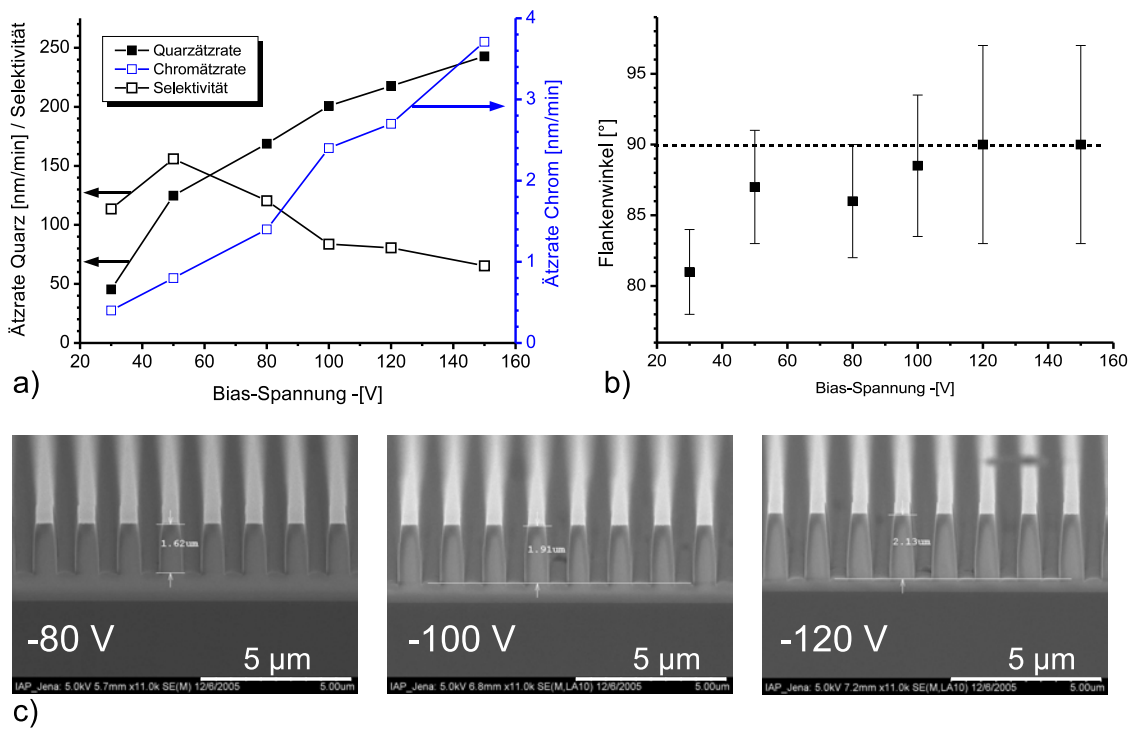 Ätzrate Quarz [nm/min] / Selektivität
250
200
150
100
50
0
Quarzätzrate
Chromätzrate
Selektivität
4
3
2
1
0
Ätzrate Chrom [nm/min]
20 40 60 80 100 120 140 160
Bias-Spannung -[V]
a)
Flankenwinkel [°]
95
90
85
80
20 40 60 80 100 120 140 160
Bias-Spannung -[V]
b)
1.62um
-80 V
5 µm
IAP_Jena: 5.0kV 5.7mm x11.0k SE(M) 12/6/2005 5.00um
1.91um
-100 V
5 µm
IAP_Jena: 5.0kV 6.8mm x11.0k SE(M,LA10) 12/6/2005 5.00um
2.13um
-120 V
5 µm
IAP_Jena: 5.0kV 7.2mm x11.0k SE(M,LA10) 12/6/2005 5.00um
c)